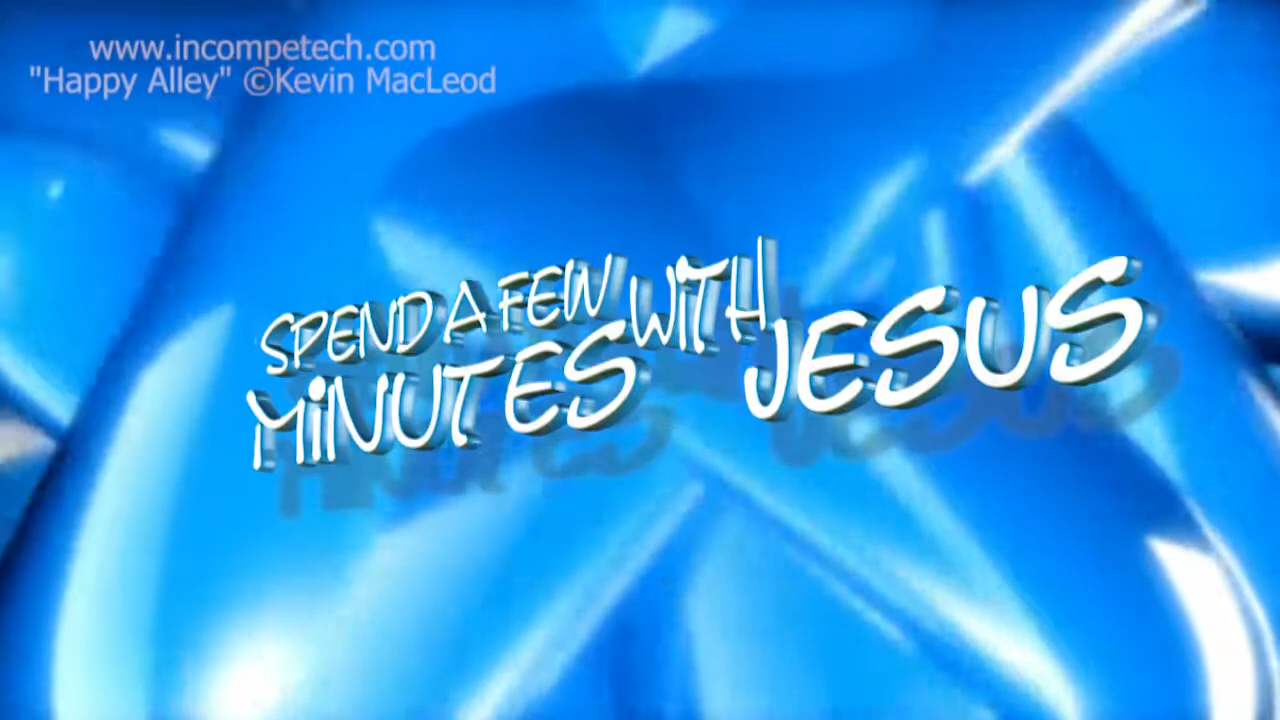 www.incompetech.com
"Happy Alley" ©Kevin MacLeod
SPEND A FEW
MiNUTES WiTH
JESUS